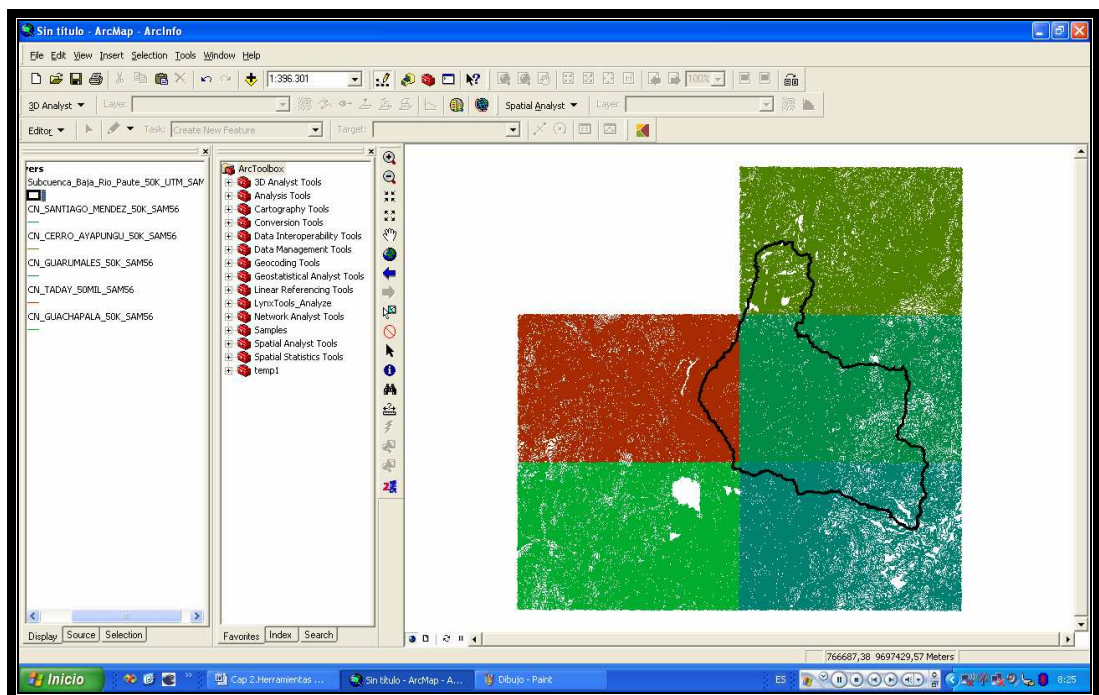 Sin título - ArcMap - ArcInfo
File Edit View Insert Selection Tools Window Help
1:396.301
100%
3D Analyst Layer: Spatial Analyst Layer:
Editor Task: Create New Feature Target:
yers
Subcuenca_Baja_Rio_Paute_50K_UTM_SAM
CN_SANTIAGO_MENDEZ_50K_SAM56
CN_CERRO_AYAPUNGU_50K_SAM56
CN_GUARUMALES_50K_SAM56
CN_TADAY_50MIL_SAM56
CN_GUACHAPALA_50K_SAM56
Display Source Selection
ArcToolbox
3D Analyst Tools
Analysis Tools
Cartography Tools
Conversion Tools
Data Interoperability Tools
Data Management Tools
Geocoding Tools
Geostatistical Analyst Tools
Linear Referencing Tools
LynxTools_Analyze
Network Analyst Tools
Samples
Spatial Analyst Tools
Spatial Statistics Tools
temp1
Favorites Index Search
766687,38 9697429,57 Meters
Inicio
Cap 2.Herramientas ...
Sin título - ArcMap - A...
Dibujo - Paint
ES
8:25